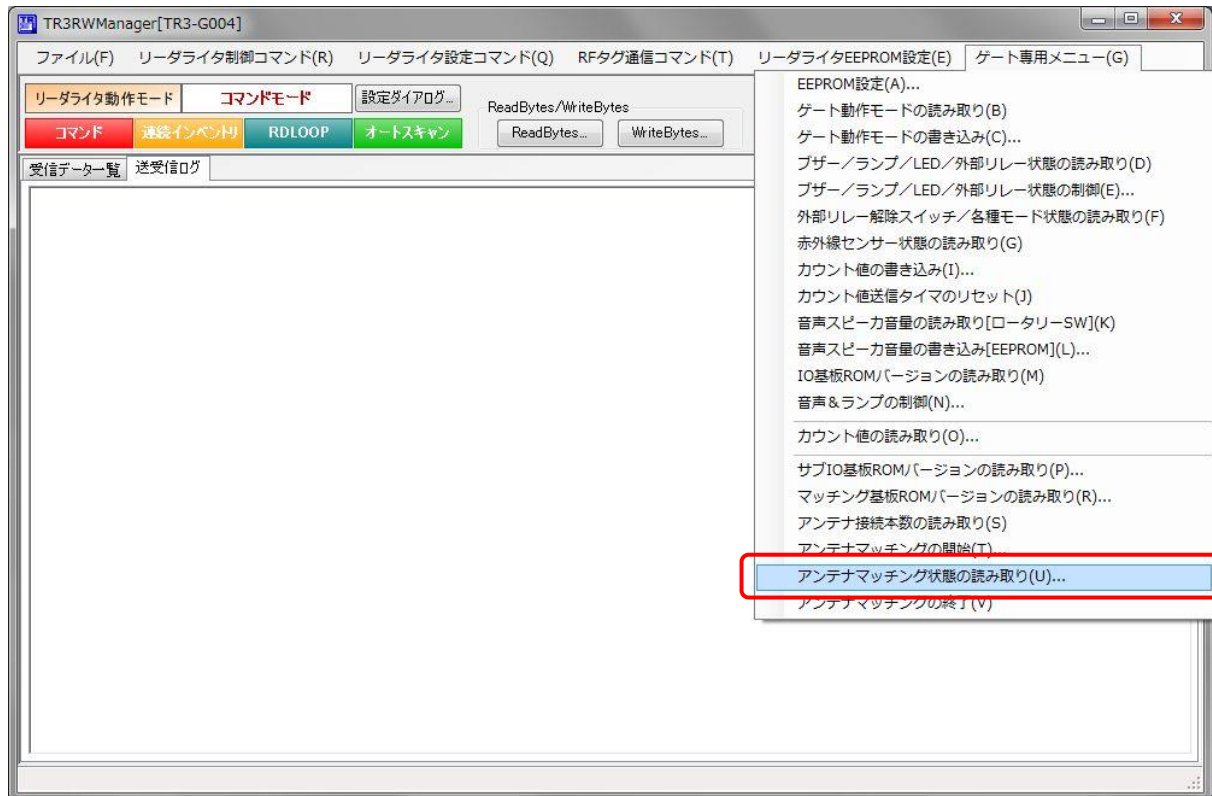 TR3RWManager[TR3-G004]
ファイル(F) リーダライタ制御コマンド(R) リーダライタ設定コマンド(Q) RFタグ通信コマンド(T) リーダライタEEPROM設定(E) ゲート専用メニュー(G)
リーダライタ動作モード コマンドモード 設定ダイアログ...
ReadBytes/WriteBytes
コマンド 連続インベントリ RDLOOP オートスキャン ReadBytes... WriteBytes...
受信データ一覧 送受信ログ
EEPROM設定(A)...
ゲート動作モードの読み取り(B)
ゲート動作モードの書き込み(C)...
ブザー／ランプ／LED／外部リレー状態の読み取り(D)
ブザー／ランプ／LED／外部リレー状態の制御(E)...
外部リレー解除スイッチ／各種モード状態の読み取り(F)
赤外線センサー状態の読み取り(G)
カウント値の書き込み(I)...
カウント値送信タイマのリセット(J)
音声スピーカ音量の読み取り[ロータリーSW](K)
音声スピーカ音量の書き込み[EEPROM](L)...
IO基板ROMバージョンの読み取り(M)
音声＆ランプの制御(N)...
カウント値の読み取り(O)...
サブIO基板ROMバージョンの読み取り(P)...
マッチング基板ROMバージョンの読み取り(R)...
アンテナ接続本数の読み取り(S)
アンテナマッチングの開始(T)...
アンテナマッチング状態の読み取り(U)...
アンテナマッチングの終了(V)